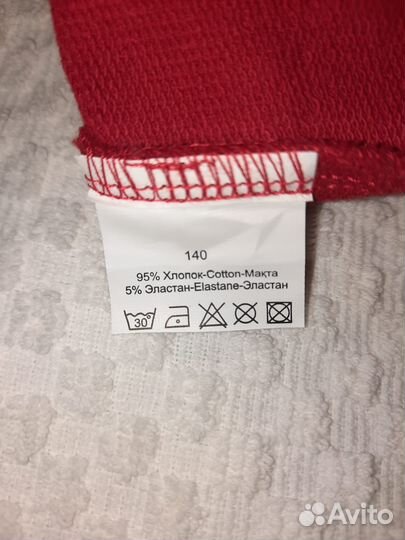 140
95% Хлопок-Cotton-Мақта
5% Эластан-Elastane-Эластан
30°
Avito